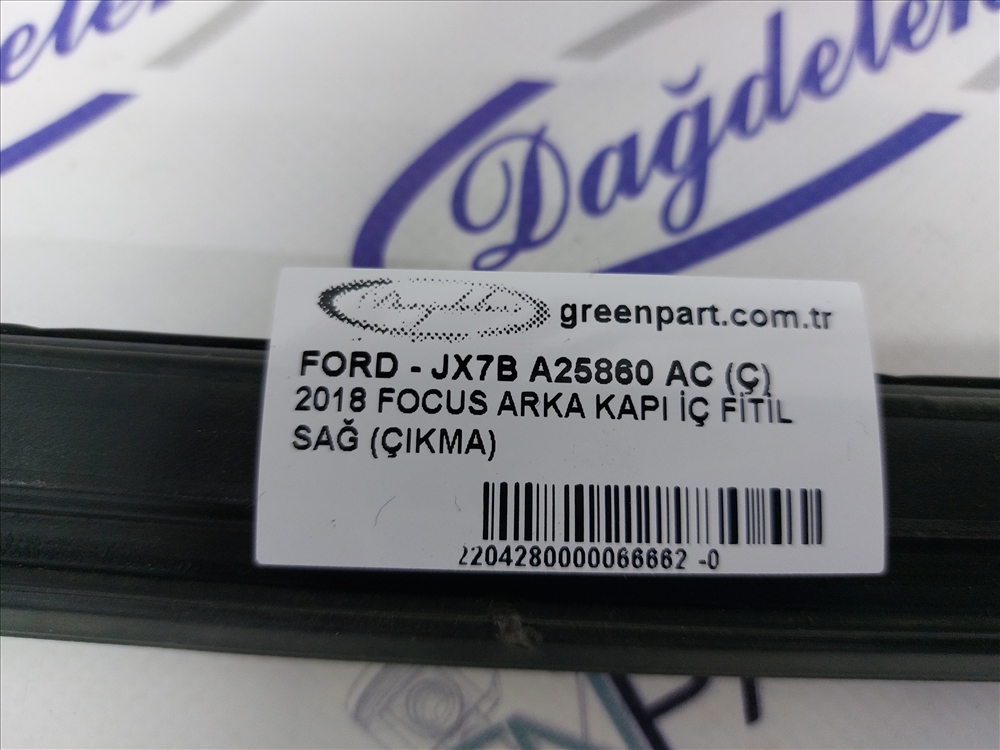 Dağdelen
greenpart.com.tr
FORD - JX7B A25860 AC (Ç)
2018 FOCUS ARKA KAPI İÇ FİTİL
SAĞ (ÇIKMA)
2204280000066662 -0